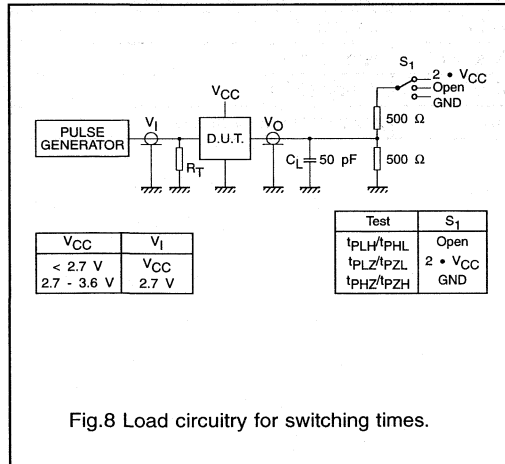 S1
2 • VCC
Open
GND
VCC
VI
VO
PULSE
GENERATOR
D.U.T.
500 Ω
RT
CL
50 pF
500 Ω
VCC VI
< 2.7 V VCC
2.7 - 3.6 V 2.7 V
Test S1
tPLH/tPHL Open
tPLZ/tPZL 2 • VCC
tPHZ/tPZH GND
Fig.8 Load circuitry for switching times.